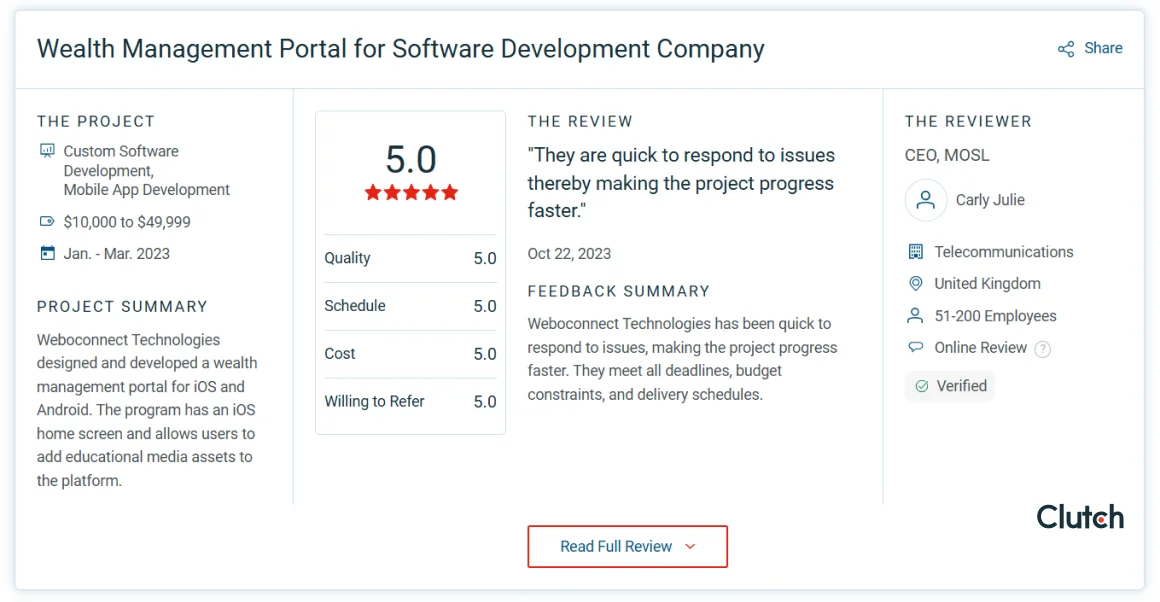 Wealth Management Portal for Software Development Company
Share
THE PROJECT
Custom Software
Development,
Mobile App Development
$10,000 to $49,999
Jan. - Mar. 2023
PROJECT SUMMARY
Weboconnect Technologies
designed and developed a wealth
management portal for iOS and
Android. The program has an iOS
home screen and allows users to
add educational media assets to
the platform.
5.0
Quality 5.0
Schedule 5.0
Cost 5.0
Willing to Refer 5.0
THE REVIEW
"They are quick to respond to issues
thereby making the project progress
faster."
Oct 22, 2023
FEEDBACK SUMMARY
Weboconnect Technologies has been quick to
respond to issues, making the project progress
faster. They meet all deadlines, budget
constraints, and delivery schedules.
Read Full Review
THE REVIEWER
CEO, MOSL
Carly Julie
Telecommunications
United Kingdom
51-200 Employees
Online Review ?
Verified
Clutch